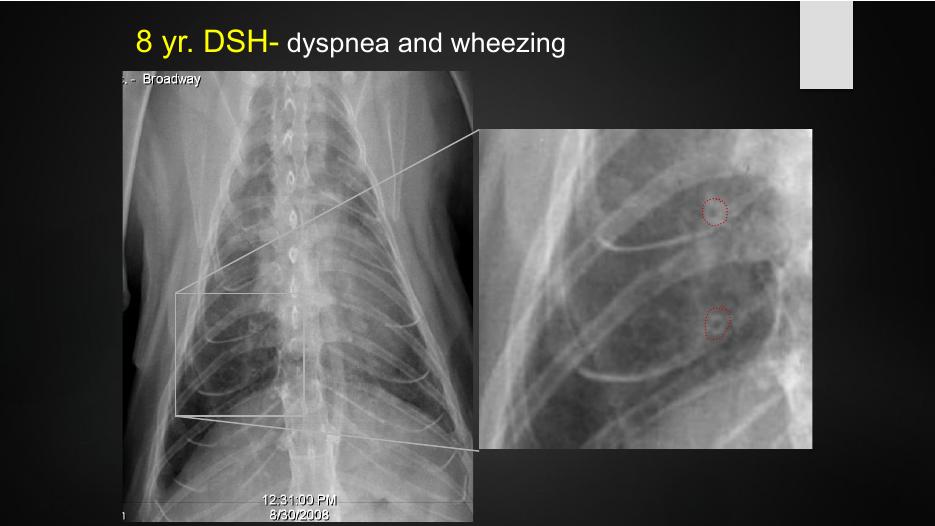 8 yr. DSH- dyspnea and wheezing
. - Broadway
12:31:00 PM
8/30/2008